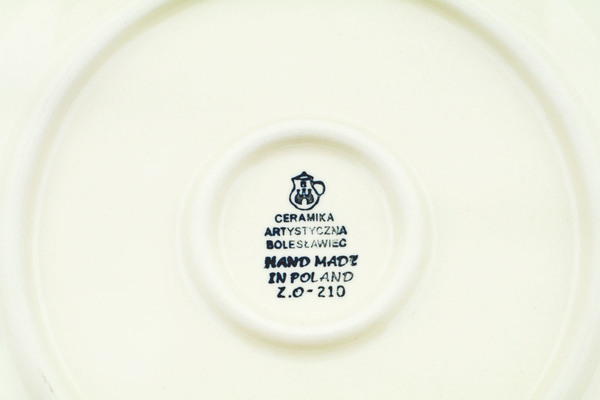 CERAMIKA
ARTYSTYCZNA
BOLESŁAWIEC
HAND MADE
IN POLAND
Z.O-210